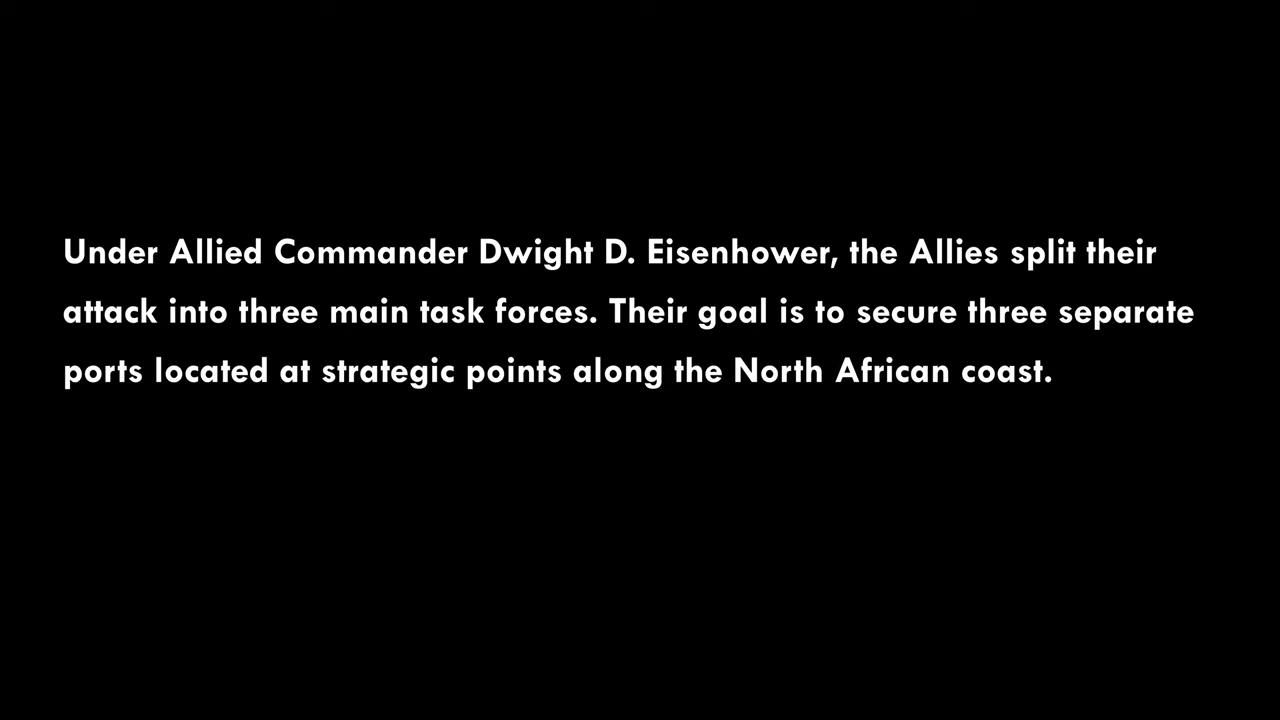 Under Allied Commander Dwight D. Eisenhower, the Allies split their
attack into three main task forces. Their goal is to secure three separate
ports located at strategic points along the North African coast.